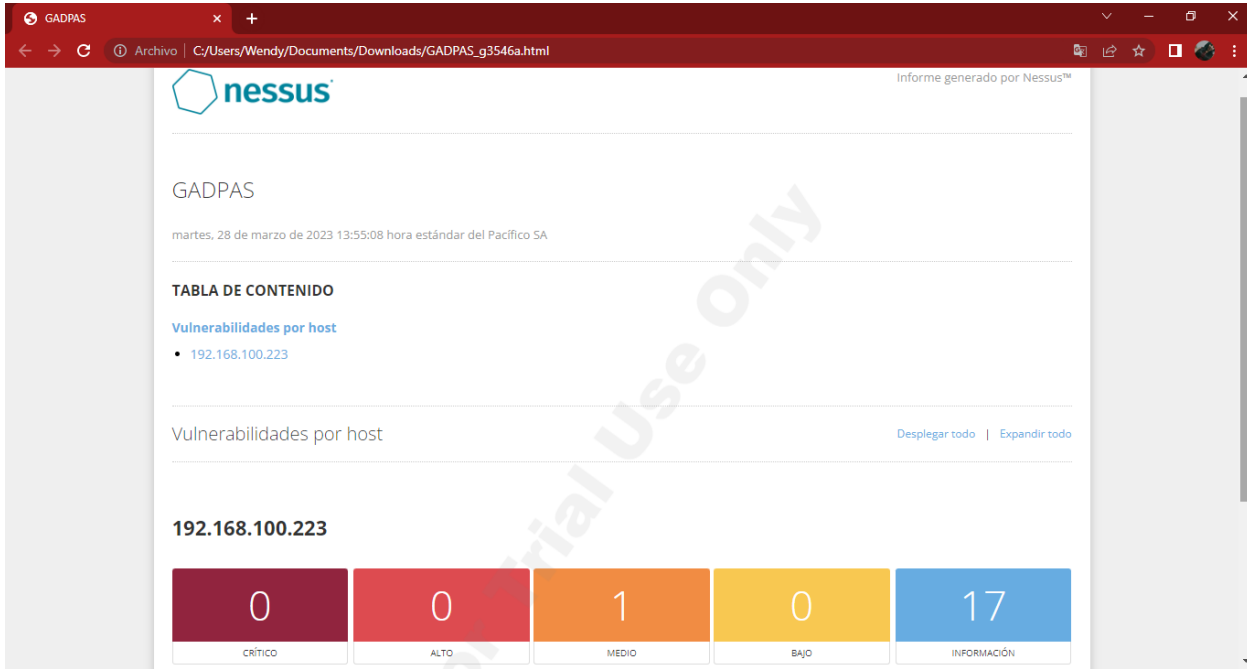 GADPAS
Archivo | C:/Users/Wendy/Documents/Downloads/GADPAS_g3546a.html
nessus
Informe generado por Nessus™
GADPAS
martes, 28 de marzo de 2023 13:55:08 hora estándar del Pacífico SA
TABLA DE CONTENIDO
Vulnerabilidades por host
• 192.168.100.223
Vulnerabilidades por host
Desplegar todo | Expandir todo
192.168.100.223
0 0 1 0 17
CRÍTICO ALTO MEDIO BAJO INFORMACIÓN
or Trial Use Only